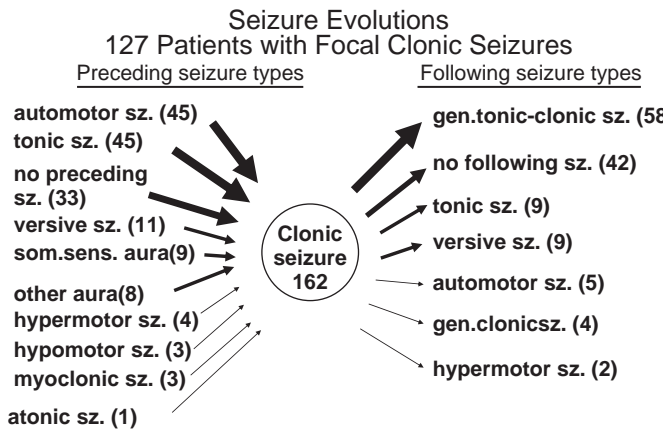 Seizure Evolutions
127 Patients with Focal Clonic Seizures
Preceding seizure types
automotor sz. (45)
tonic sz. (45)
no preceding
sz. (33)
versive sz. (11)
som.sens. aura(9)
other aura(8)
hypermotor sz. (4)
hypomotor sz. (3)
myoclonic sz. (3)
atonic sz. (1)
Clonic
seizure
162
Following seizure types
gen.tonic-clonic sz. (58
no following sz. (42)
tonic sz. (9)
versive sz. (9)
automotor sz. (5)
gen.clonicsz. (4)
hypermotor sz. (2)